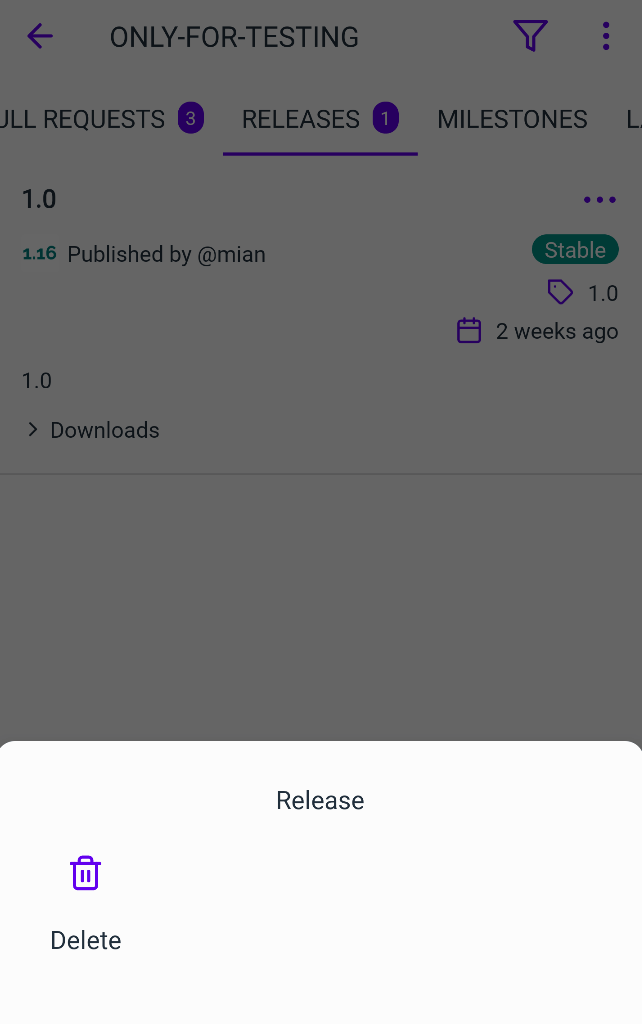 ONLY-FOR-TESTING
ULL REQUESTS 3 RELEASES 1 MILESTONES L
1.0
1.16 Published by @mian Stable
1.0
2 weeks ago
1.0
Downloads
Release
Delete